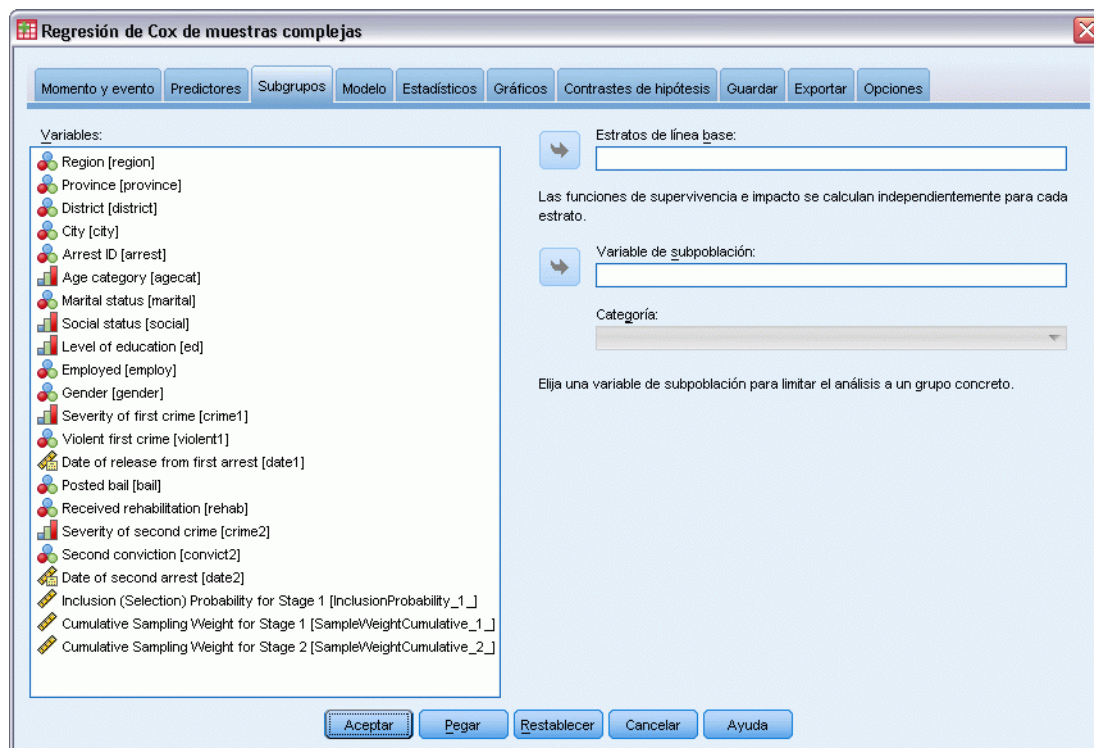 Regresión de Cox de muestras complejas
Momento y evento Predictores Subgrupos Modelo Estadísticos Gráficos Contrastes de hipótesis Guardar Exportar Opciones
Variables:
Region [region]
Province [province]
District [district]
City [city]
Arrest ID [arrest]
Age category [agecat]
Marital status [marital]
Social status [social]
Level of education [ed]
Employed [employ]
Gender [gender]
Severity of first crime [crime1]
Violent first crime [violent1]
Date of release from first arrest [date1]
Posted bail [bail]
Received rehabilitation [rehab]
Severity of second crime [crime2]
Second conviction [convict2]
Date of second arrest [date2]
Inclusion (Selection) Probability for Stage 1 [InclusionProbability_1_]
Cumulative Sampling Weight for Stage 1 [SampleWeightCumulative_1_]
Cumulative Sampling Weight for Stage 2 [SampleWeightCumulative_2_]
Estratos de línea base:
Las funciones de supervivencia e impacto se calculan independientemente para cada
estrato.
Variable de subpoblación:
Categoría:
Elija una variable de subpoblación para limitar el análisis a un grupo concreto.
Aceptar Pegar Restablecer Cancelar Ayuda